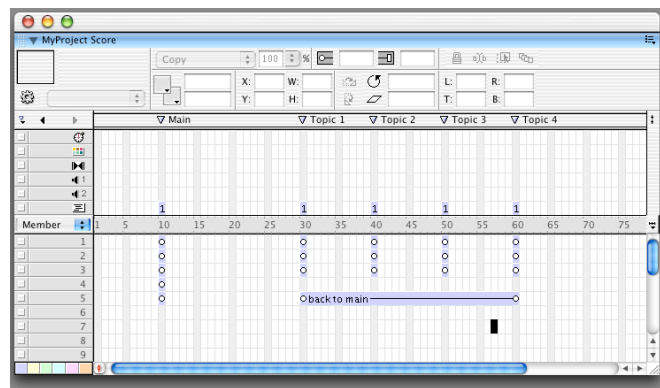 MyProject Score
Copy 100 % a|b
X: W: L: R:
Y: H: T: B:
Main Topic 1 Topic 2 Topic 3 Topic 4
1
2
1 1 1 1 1
Member 1 5 10 15 20 25 30 35 40 45 50 55 60 65 70 75
1
2
3
4
5 back to main
6
7
8
9